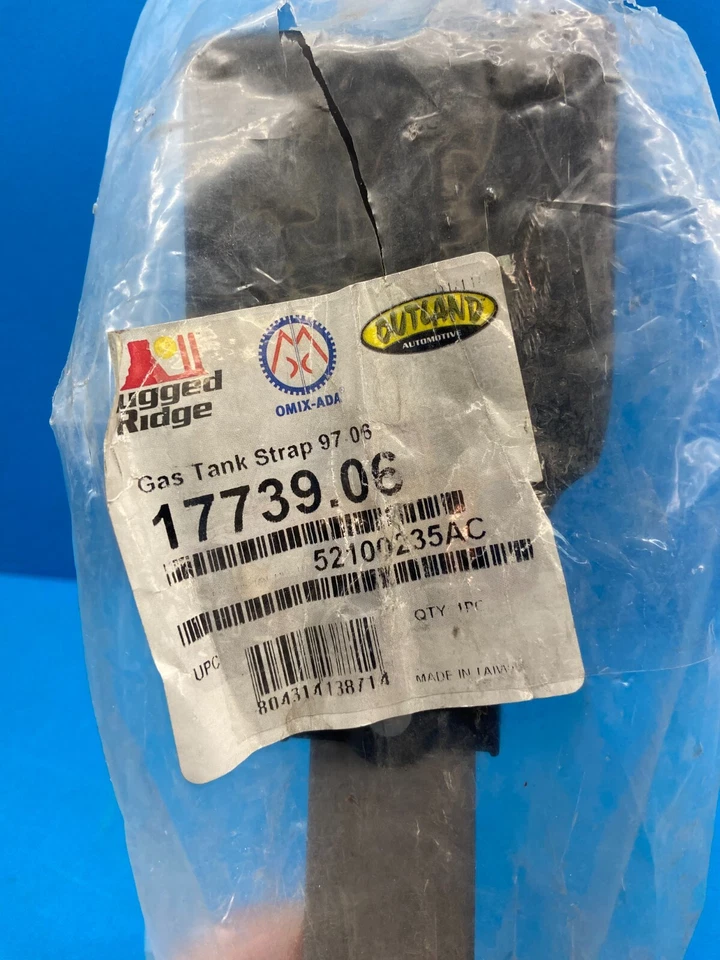 Rugged
Ridge
OMIX-ADA
OUTLAND
AUTOMOTIVE
Gas Tank Strap 97-06
17739.06
52100235AC
QTY 1PC
UPC
804314138714
MADE IN TAIWAN